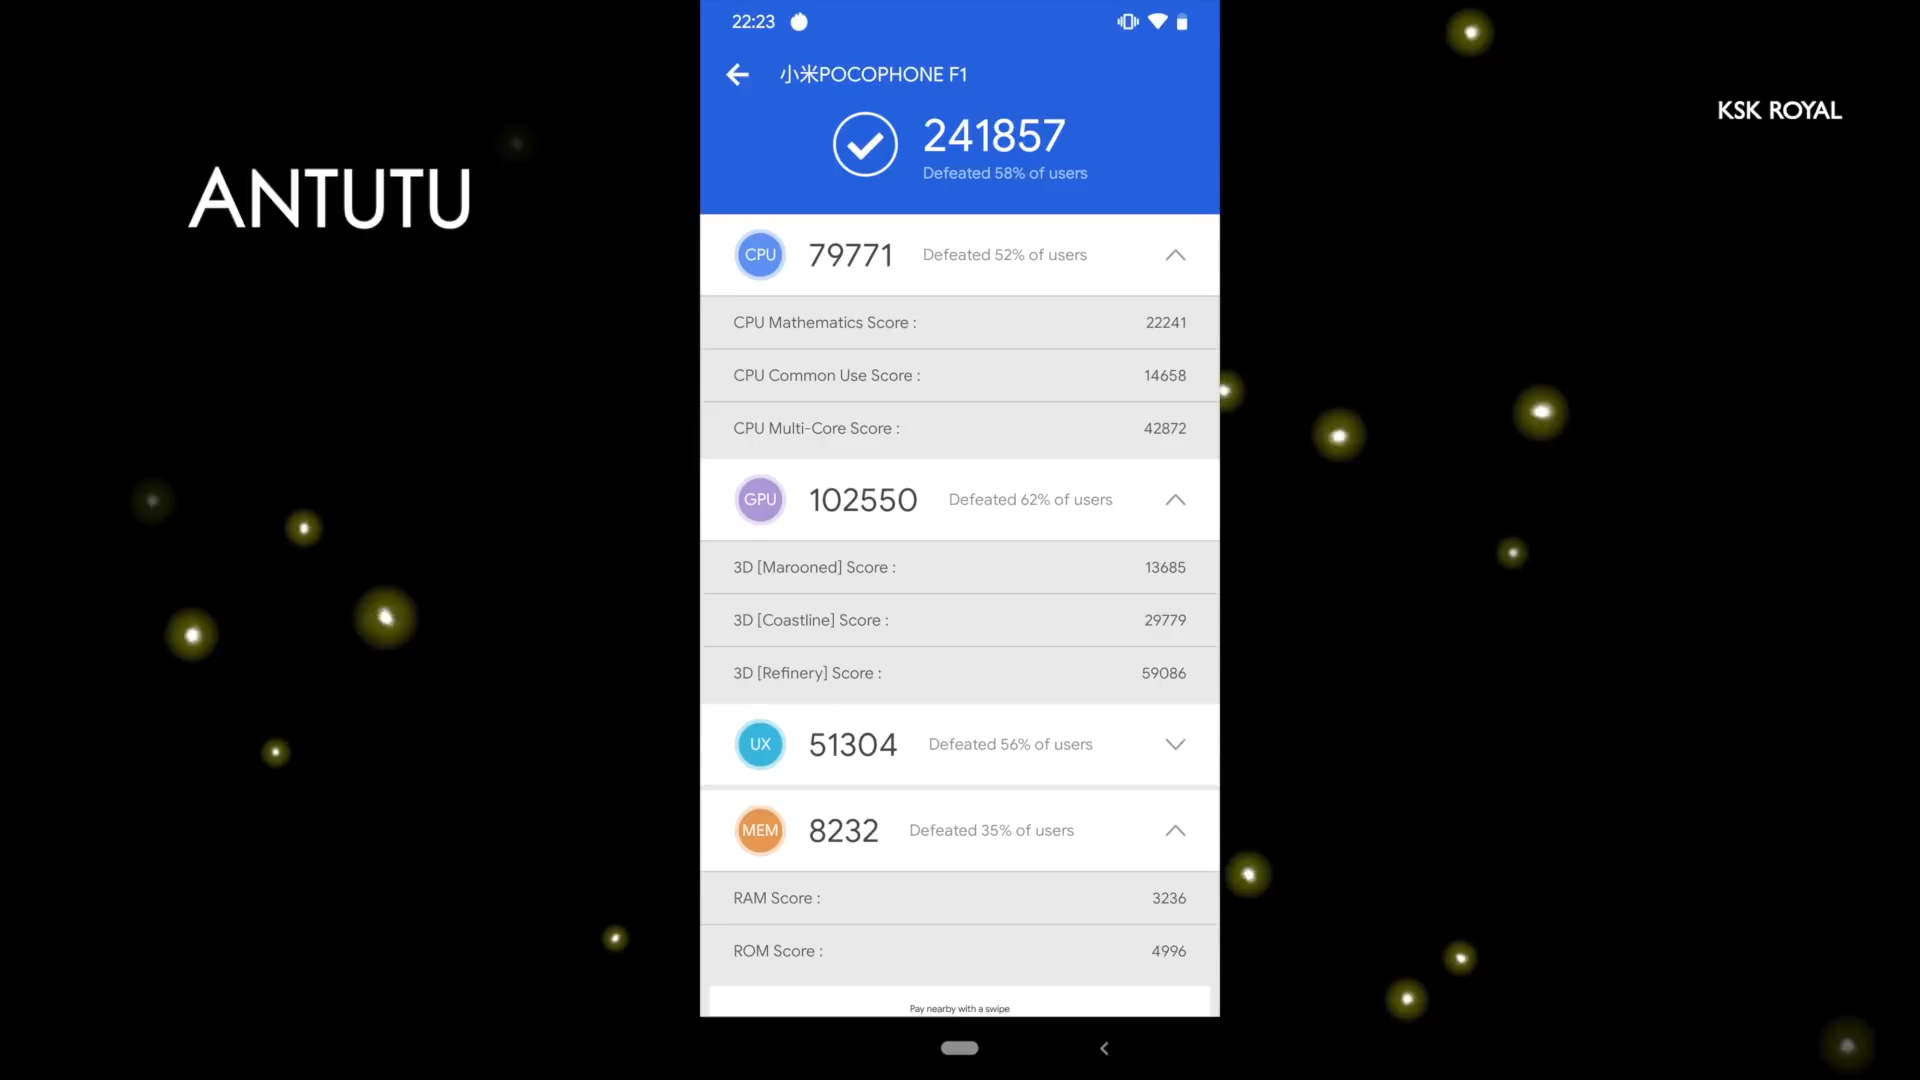 22:23
小米POCOPHONE F1
KSK ROYAL
ANTUTU
241857
Defeated 58% of users
CPU 79771 Defeated 52% of users
CPU Mathematics Score : 22241
CPU Common Use Score : 14658
CPU Multi-Core Score : 42872
GPU 102550 Defeated 62% of users
3D [Marooned] Score : 13685
3D [Coastline] Score : 29779
3D [Refinery] Score : 59086
UX 51304 Defeated 56% of users
MEM 8232 Defeated 35% of users
RAM Score : 3236
ROM Score : 4996
Pay nearby with a swipe